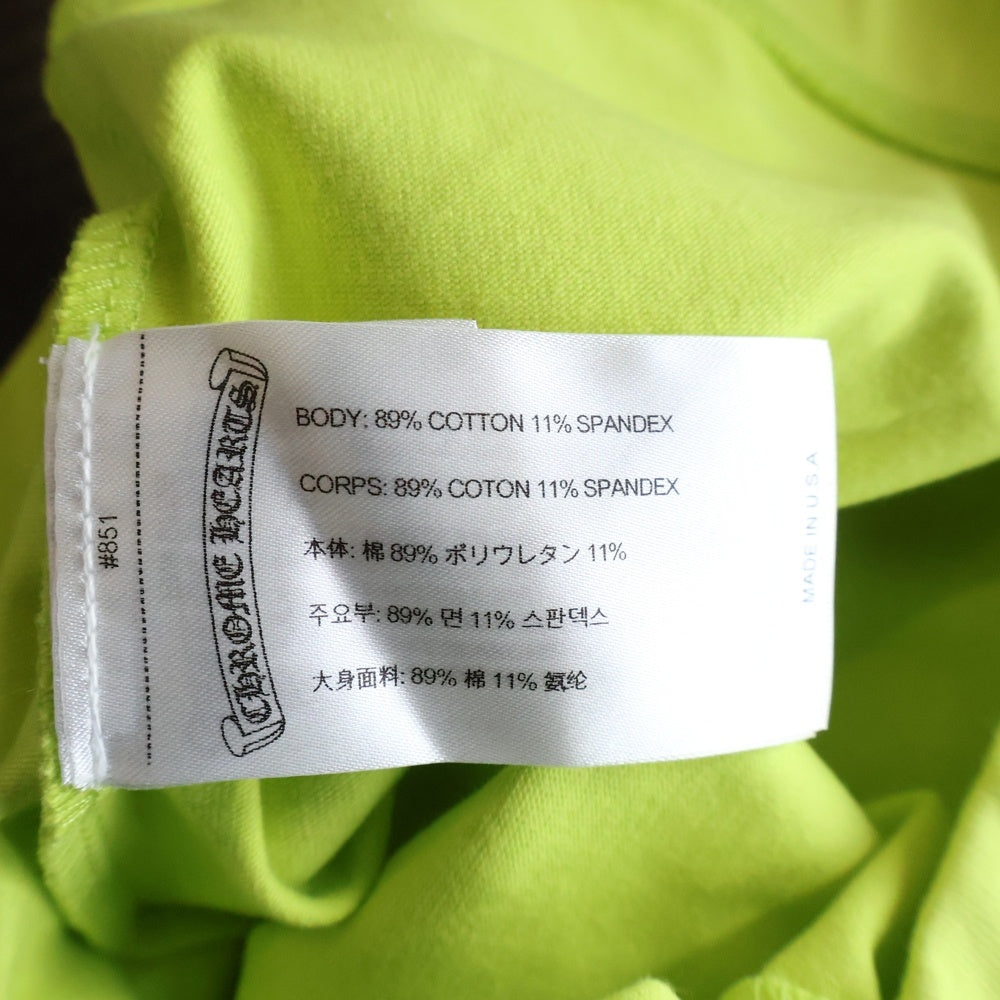 #851
CHROME HEARTS
BODY: 89% COTTON 11% SPANDEX
CORPS: 89% COTON 11% SPANDEX
本体: 棉 89% ポリウレタン 11%
주요부: 89% 면 11% 스판덱스
大身面料: 89% 棉 11% 氨纶
MADE IN U S A